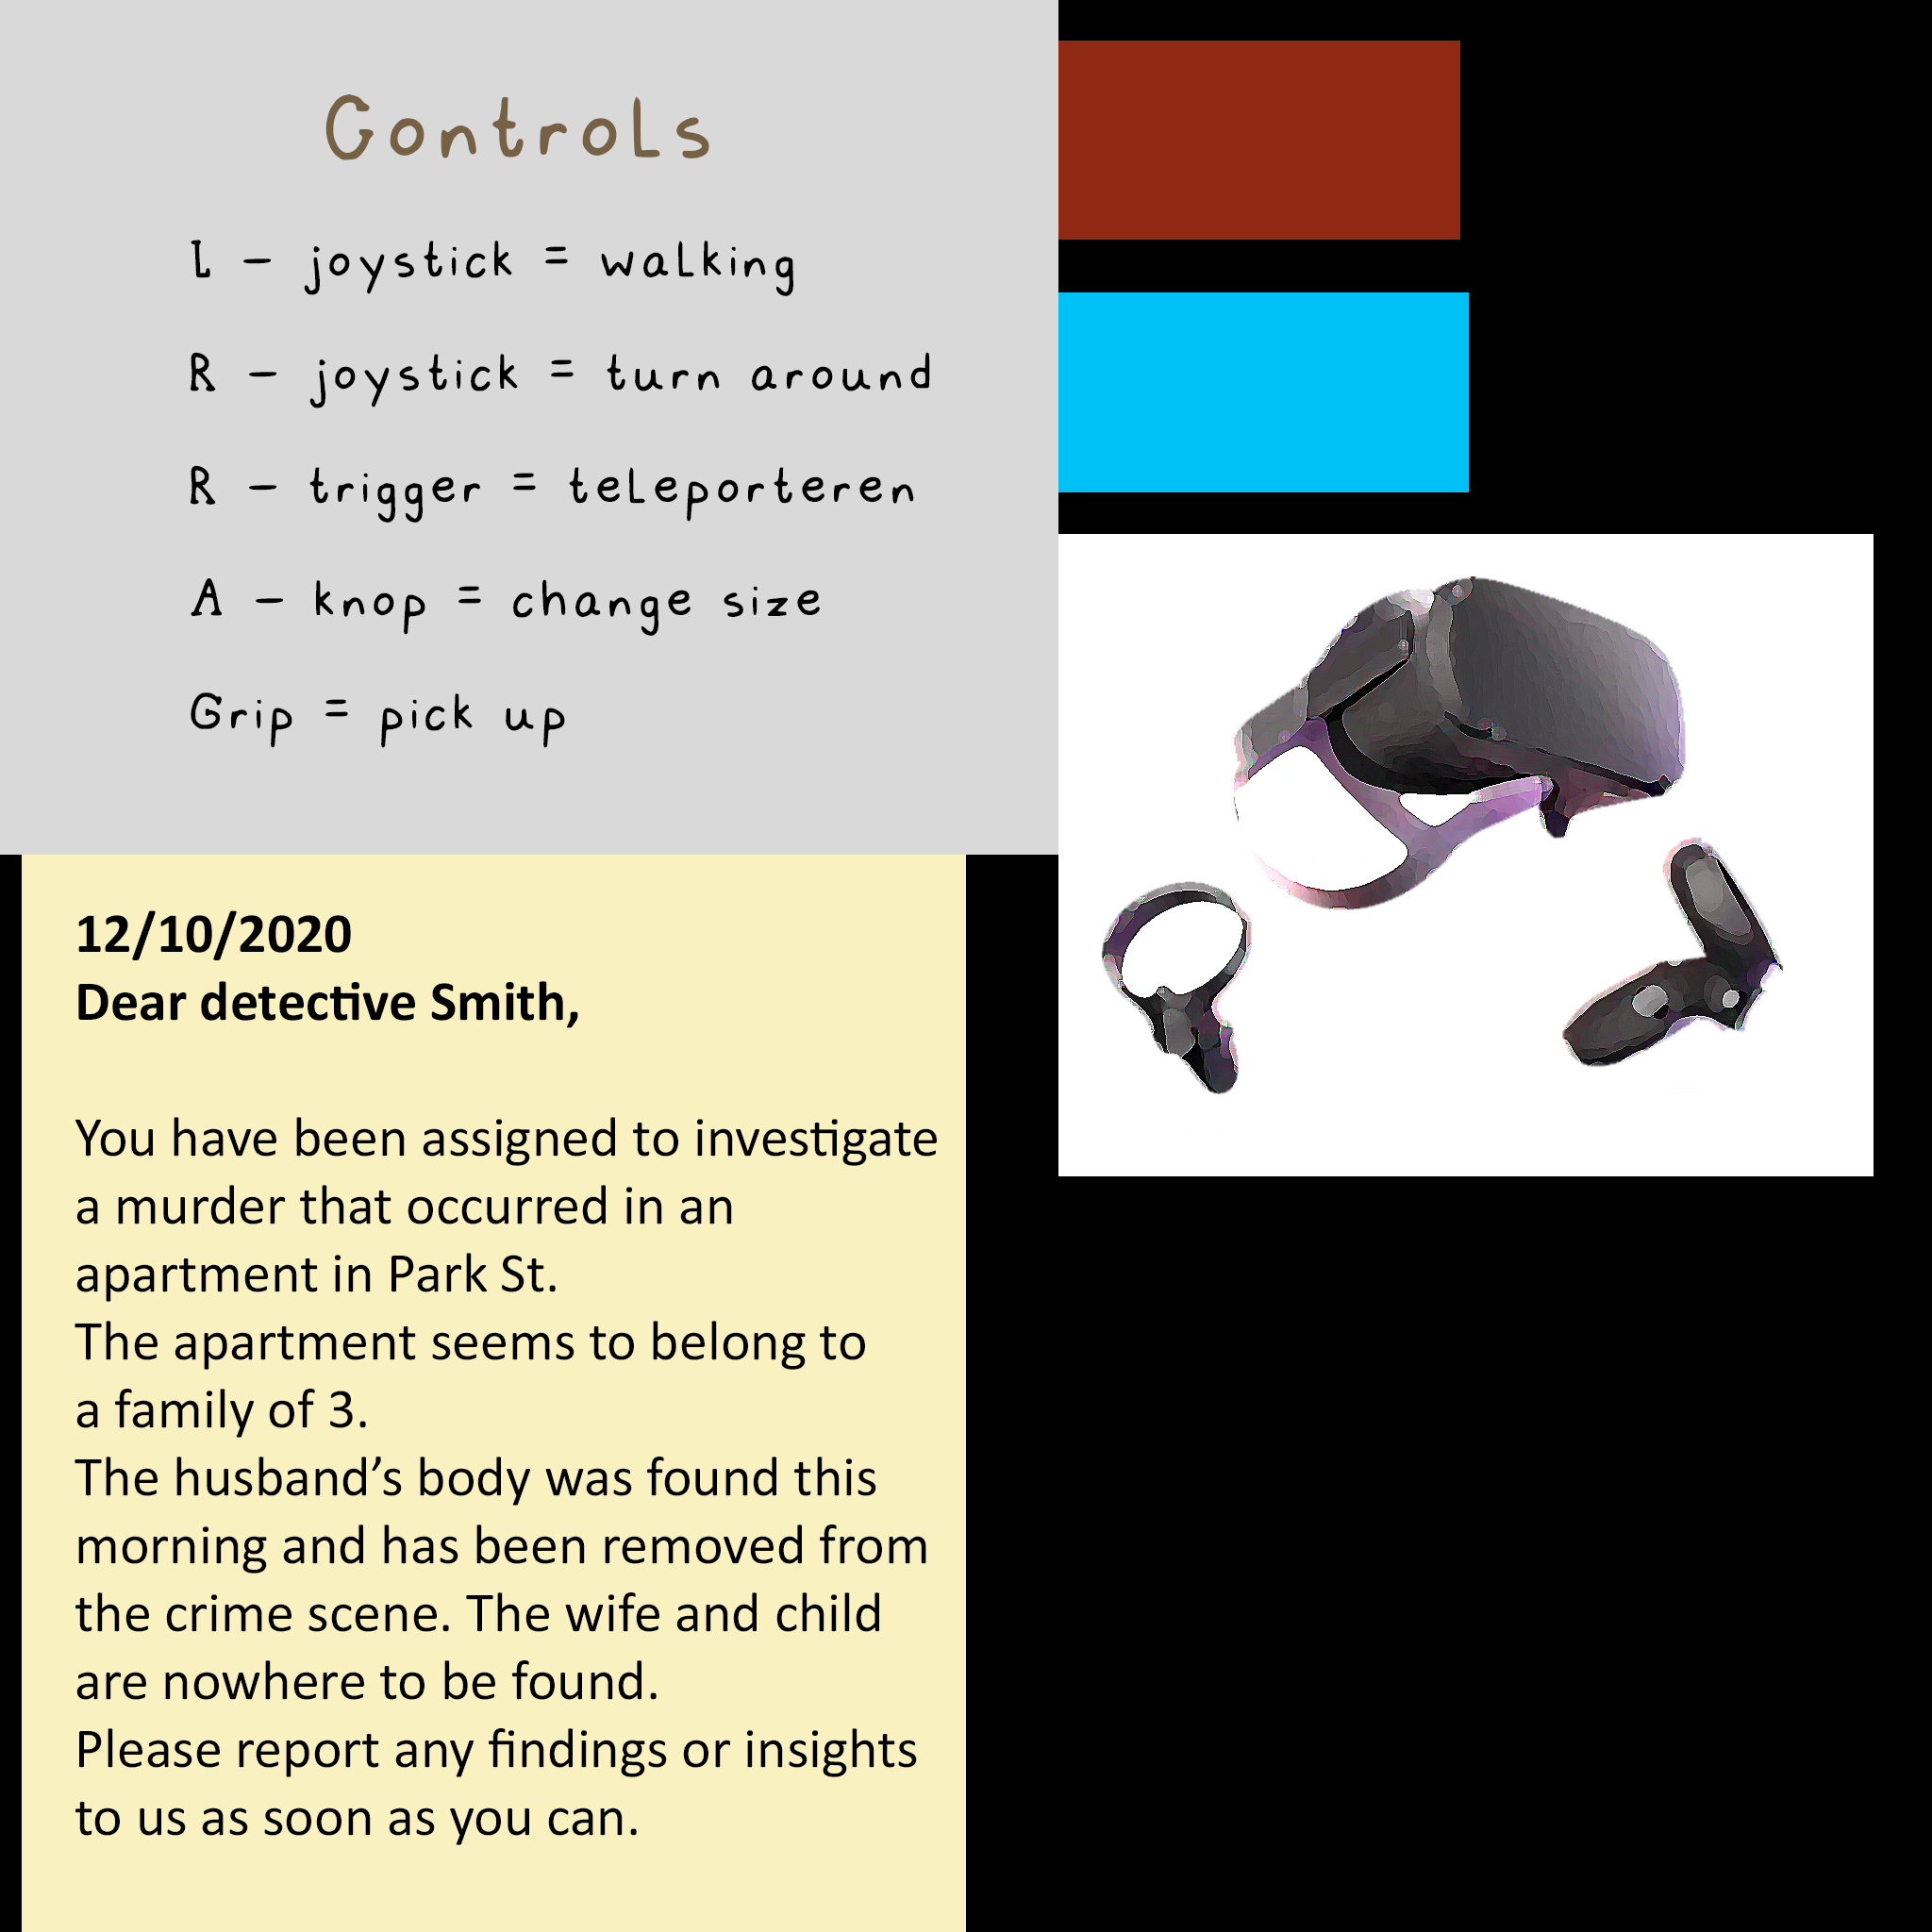 Controls
L - joystick = walking
R - joystick = turn around
R - trigger = teleporteren
A - knop = change size
Grip = pick up
12/10/2020
Dear detective Smith,
You have been assigned to investigate
a murder that occurred in an
apartment in Park St.
The apartment seems to belong to
a family of 3.
The husband’s body was found this
morning and has been removed from
the crime scene. The wife and child
are nowhere to be found.
Please report any findings or insights
to us as soon as you can.